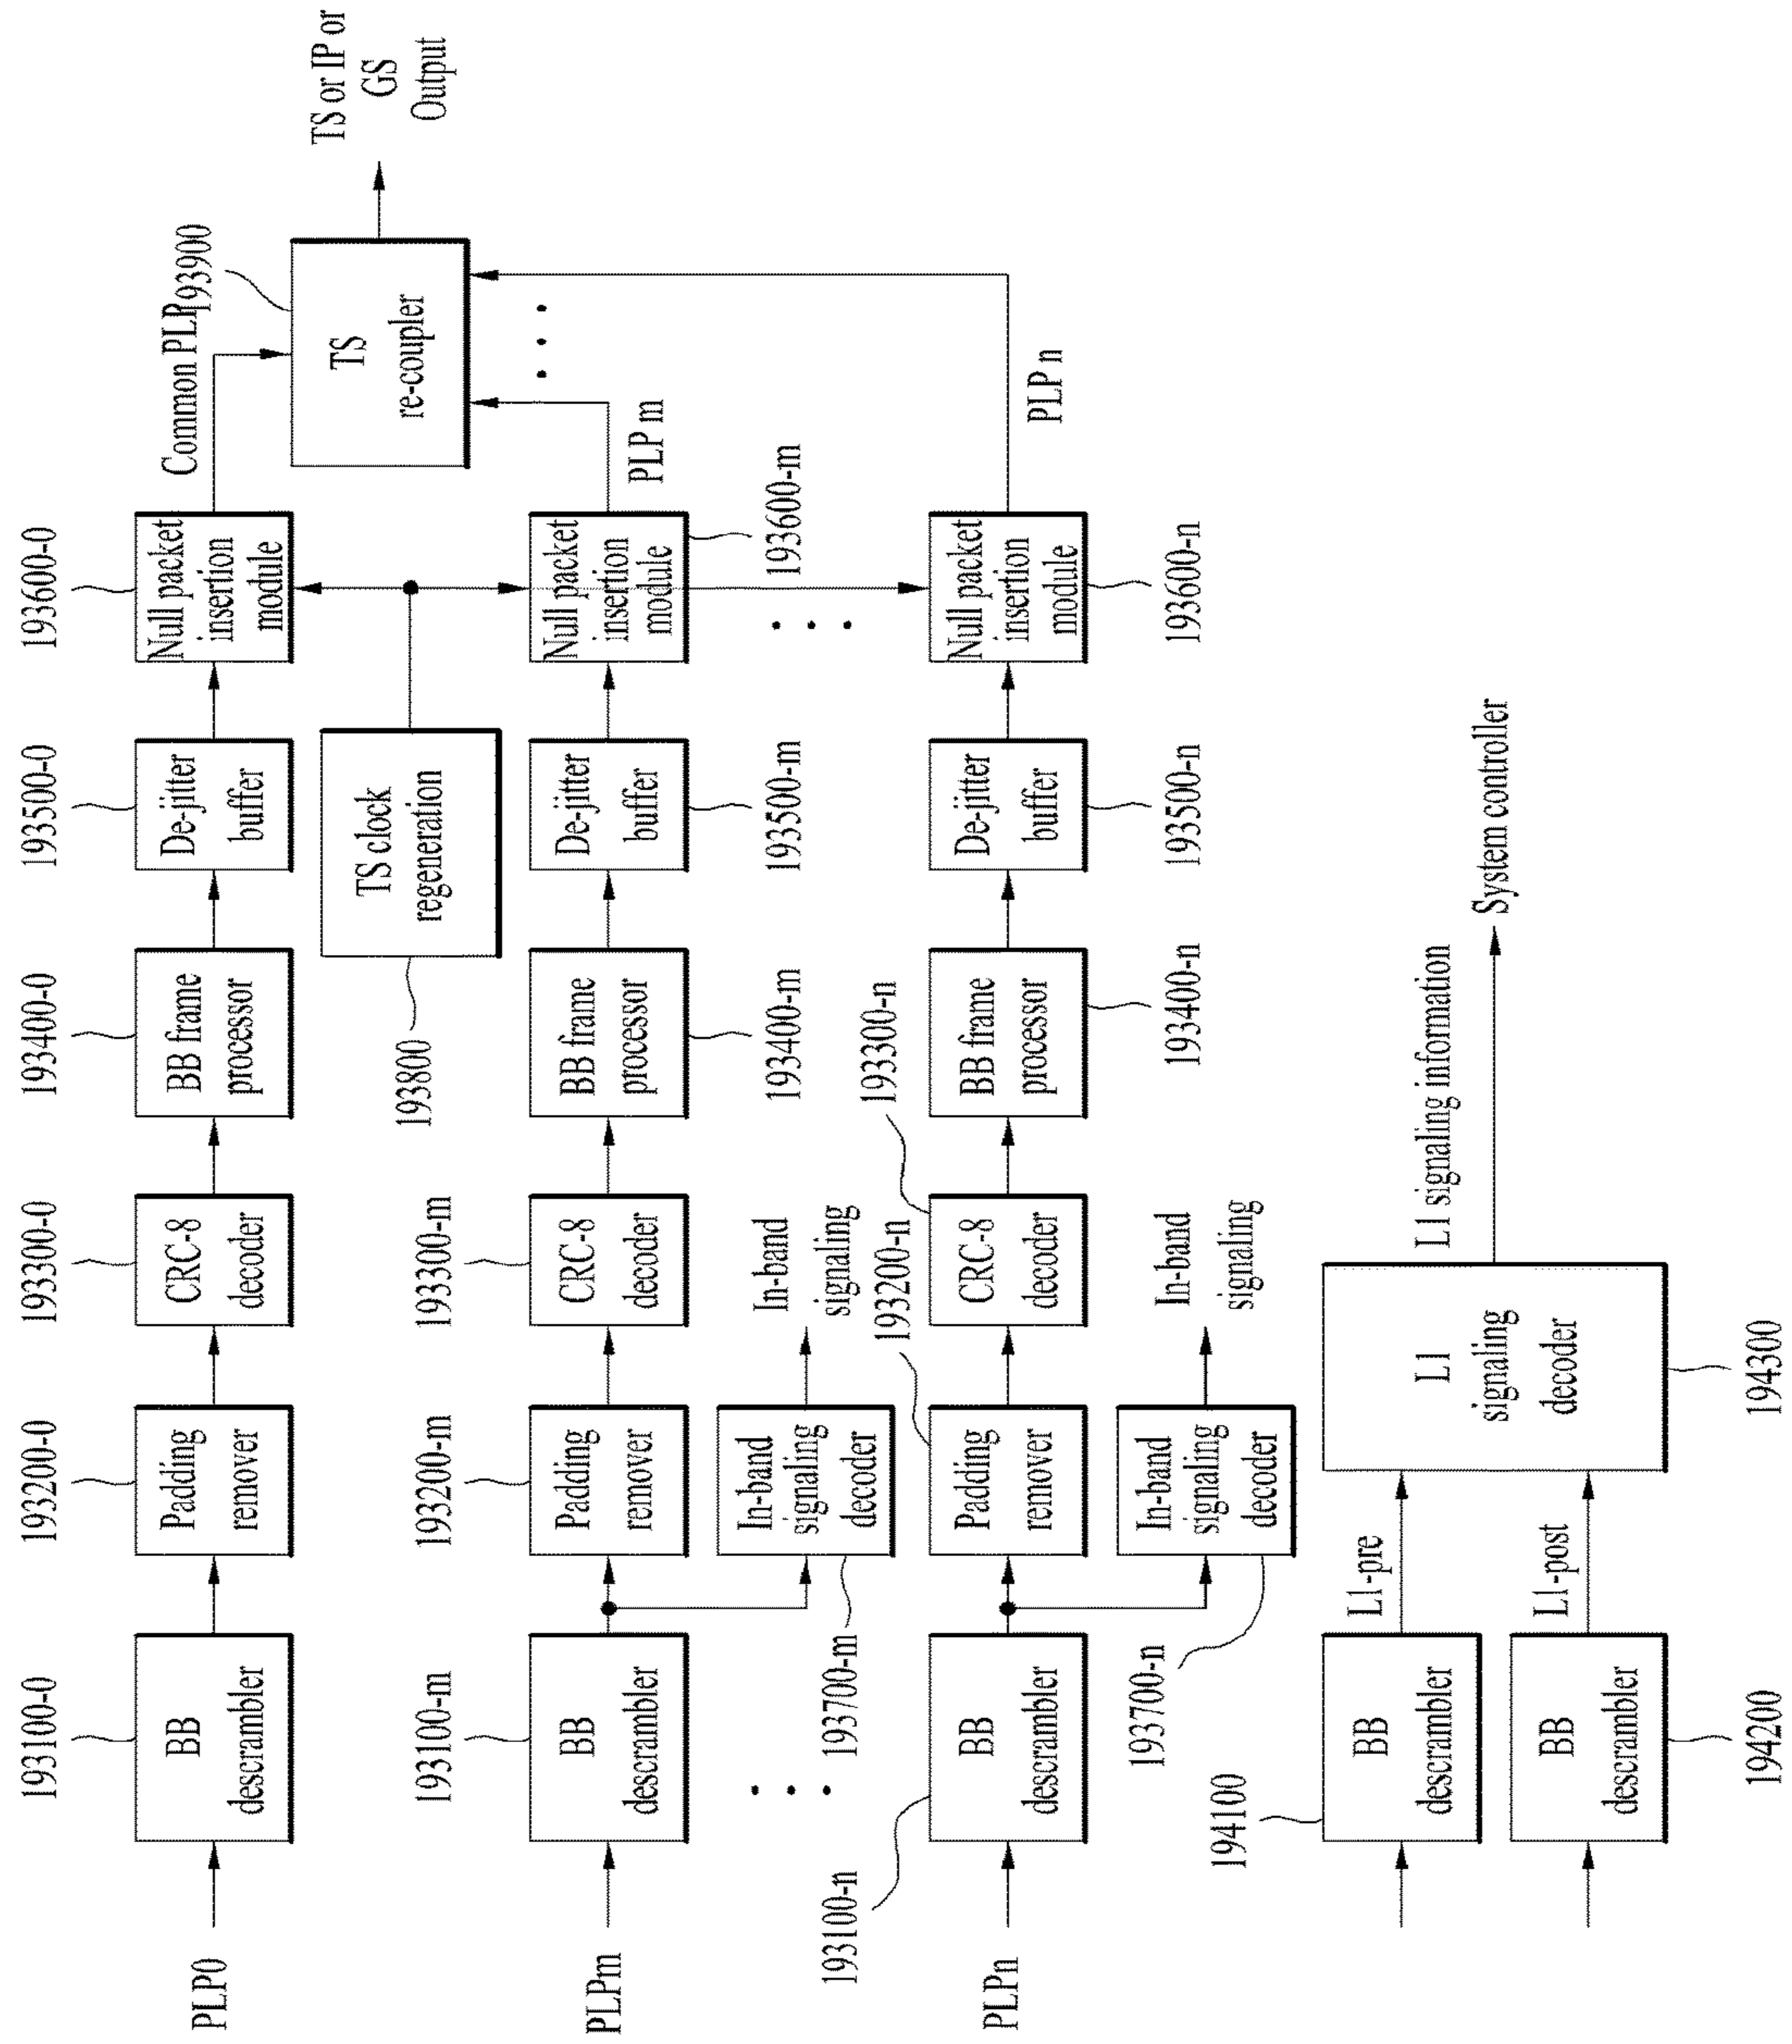 193100-0
193200-0
193300-0
193400-0
193500-0
193600-0
PLP0
BB
descrambler
Padding
remover
CRC-8
decoder
BB frame
processor
De-jitter
buffer
Null packet
insertion
module
Common PLP
193900
TS
re-coupler
TS or IP or
GS
Output
193800
TS clock
regeneration
193100-m
193200-m
193300-m
PLPm
BB
descrambler
Padding
remover
CRC-8
decoder
BB frame
processor
De-jitter
buffer
Null packet
insertion
module
PLP m
193400-m
193500-m
193600-m
193700-m
In-band
signaling
decoder
In-band
signaling
193100-n
193200-n
193300-n
PLPn
BB
descrambler
Padding
remover
CRC-8
decoder
BB frame
processor
De-jitter
buffer
Null packet
insertion
module
PLP n
193400-n
193500-n
193600-n
193700-n
In-band
signaling
decoder
In-band
signaling
194100
BB
descrambler
L1-pre
BB
descrambler
L1-post
194200
L1
signaling
decoder
194300
L1 signaling information
System controller